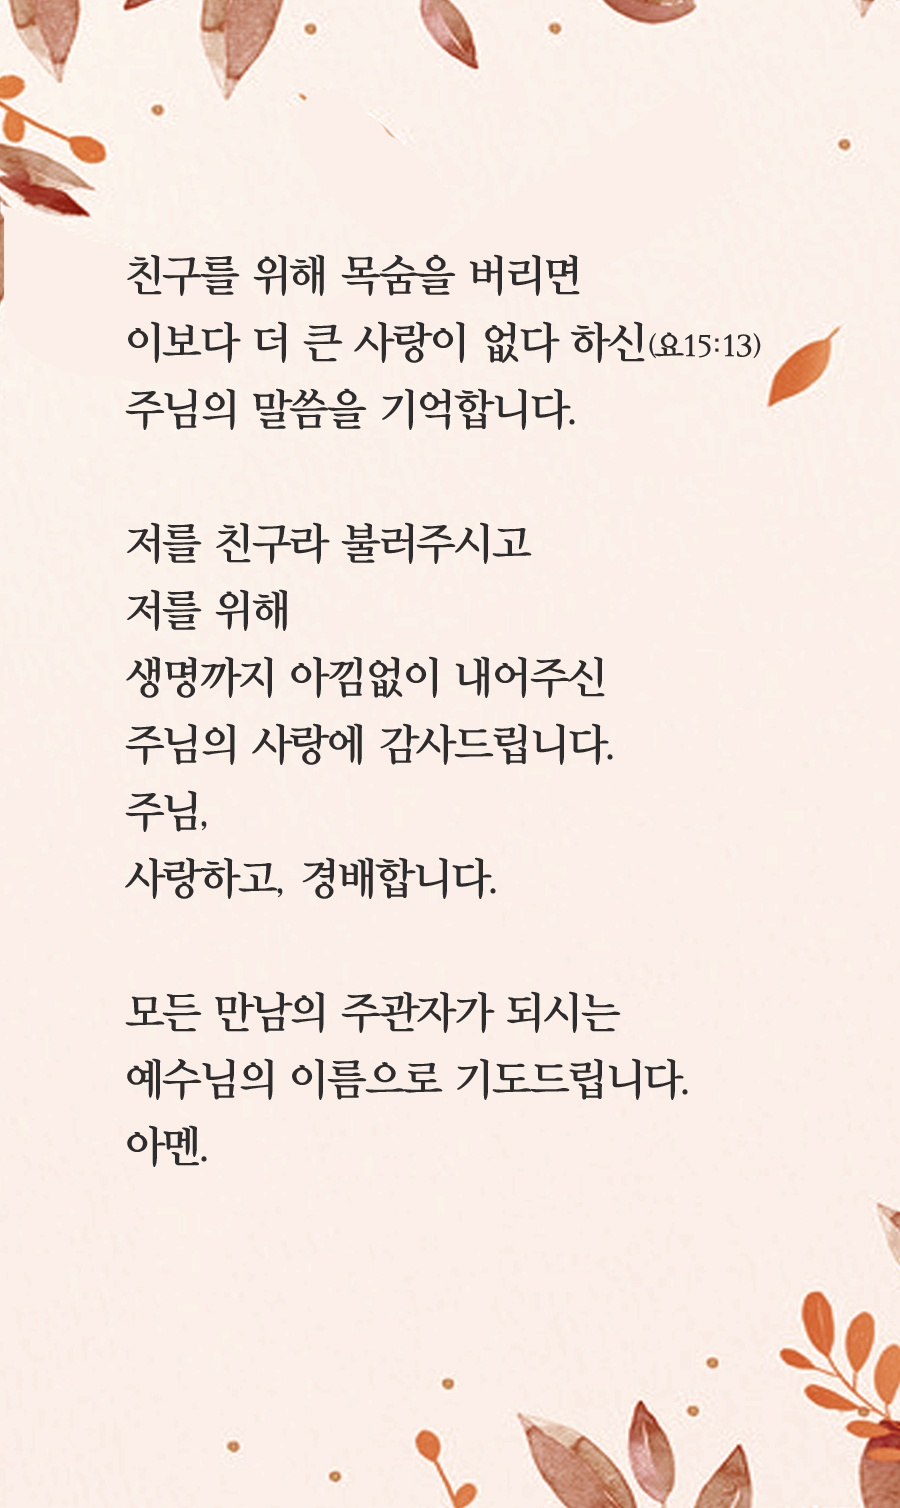 친구를 위해 목숨을 버리면
이보다 더 큰 사랑이 없다 하신(요15:13)
주님의 말씀을 기억합니다.
저를 친구라 불러주시고
저를 위해
생명까지 아낌없이 내어주신
주님의 사랑에 감사드립니다.
주님,
사랑하고, 경배합니다.
모든 만남의 주관자가 되시는
예수님의 이름으로 기도드립니다.
아멘.